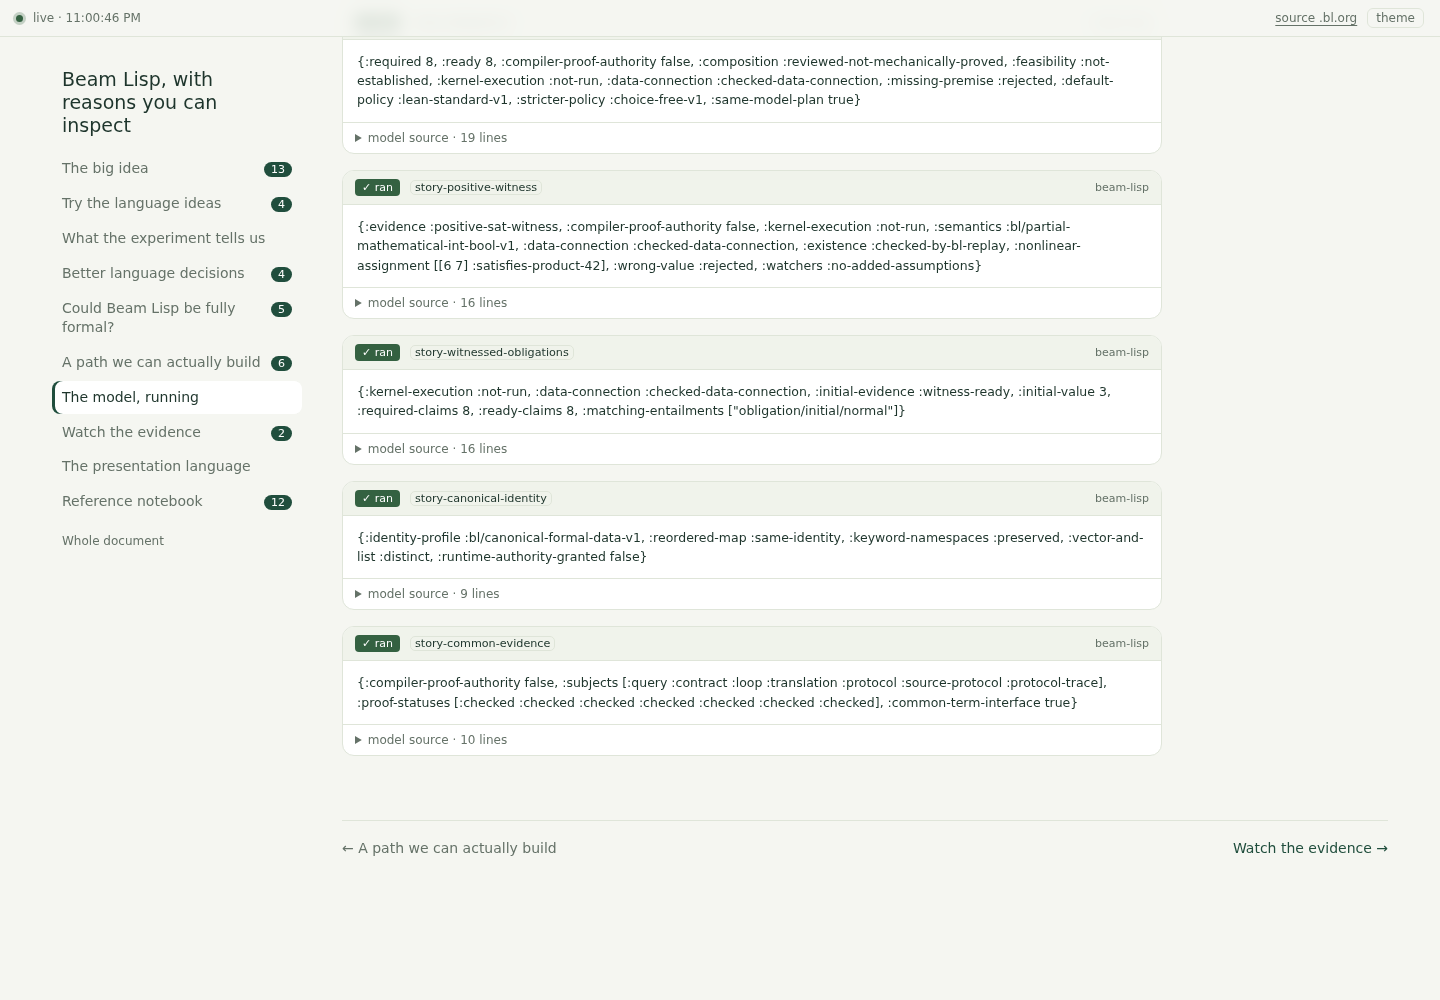 live · 11:00:46 PM
source .bl.org
theme
Beam Lisp, with
reasons you can
inspect
The big idea
13
Try the language ideas
4
What the experiment tells us
Better language decisions
4
Could Beam Lisp be fully
formal?
5
A path we can actually build
6
The model, running
Watch the evidence
2
The presentation language
Reference notebook
12
Whole document
{:required 8, :ready 8, :compiler-proof-authority false, :composition :reviewed-not-mechanically-proved, :feasibility :not-
established, :kernel-execution :not-run, :data-connection :checked-data-connection, :missing-premise :rejected, :default-
policy :lean-standard-v1, :stricter-policy :choice-free-v1, :same-model-plan true}
▶ model source · 19 lines
✓ ran
story-positive-witness
beam-lisp
{:evidence :positive-sat-witness, :compiler-proof-authority false, :kernel-execution :not-run, :semantics :bl/partial-
mathematical-int-bool-v1, :data-connection :checked-data-connection, :existence :checked-by-bl-replay, :nonlinear-
assignment [[6 7] :satisfies-product-42], :wrong-value :rejected, :watchers :no-added-assumptions}
▶ model source · 16 lines
✓ ran
story-witnessed-obligations
beam-lisp
{:kernel-execution :not-run, :data-connection :checked-data-connection, :initial-evidence :witness-ready, :initial-value 3,
:required-claims 8, :ready-claims 8, :matching-entailments ["obligation/initial/normal"]}
▶ model source · 16 lines
✓ ran
story-canonical-identity
beam-lisp
{:identity-profile :bl/canonical-formal-data-v1, :reordered-map :same-identity, :keyword-namespaces :preserved, :vector-and-
list :distinct, :runtime-authority-granted false}
▶ model source · 9 lines
✓ ran
story-common-evidence
beam-lisp
{:compiler-proof-authority false, :subjects [:query :contract :loop :translation :protocol :source-protocol :protocol-trace],
:proof-statuses [:checked :checked :checked :checked :checked :checked :checked], :common-term-interface true}
▶ model source · 10 lines
← A path we can actually build
Watch the evidence →